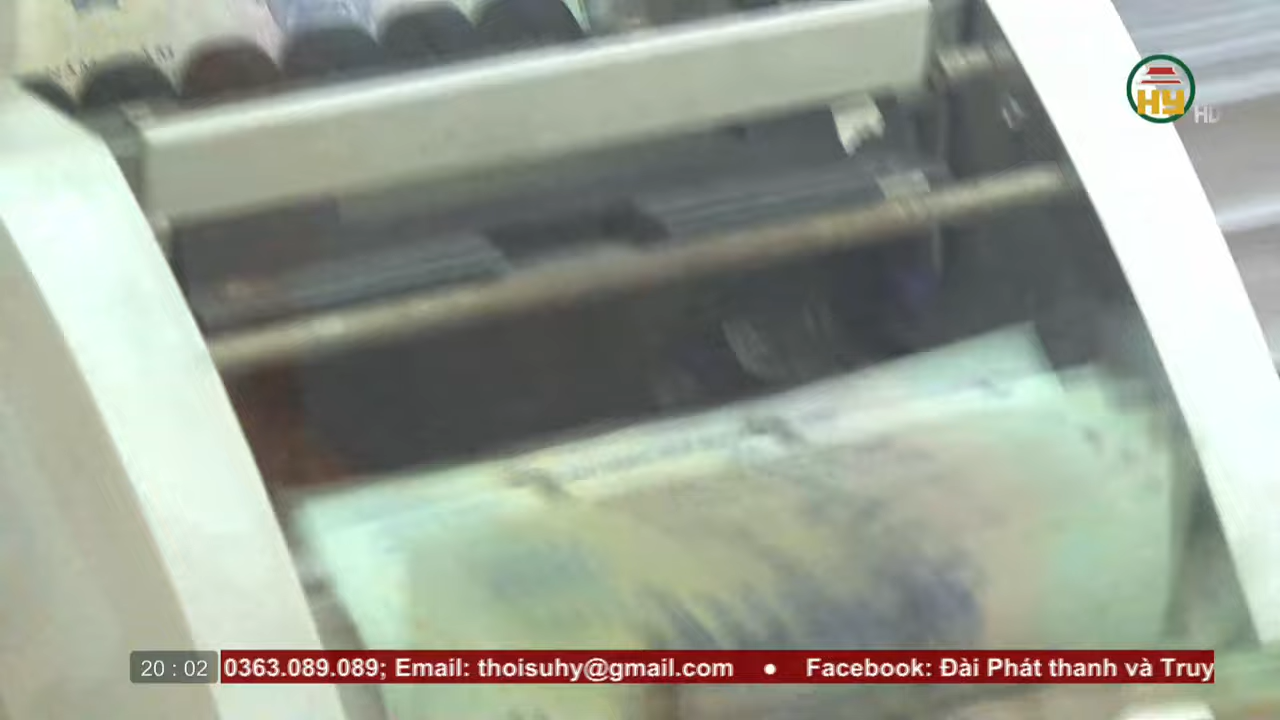 HY
HD
20 : 02
0363.089.089; Email: thoisuhy@gmail.com • Facebook: Đài Phát thanh và Truy